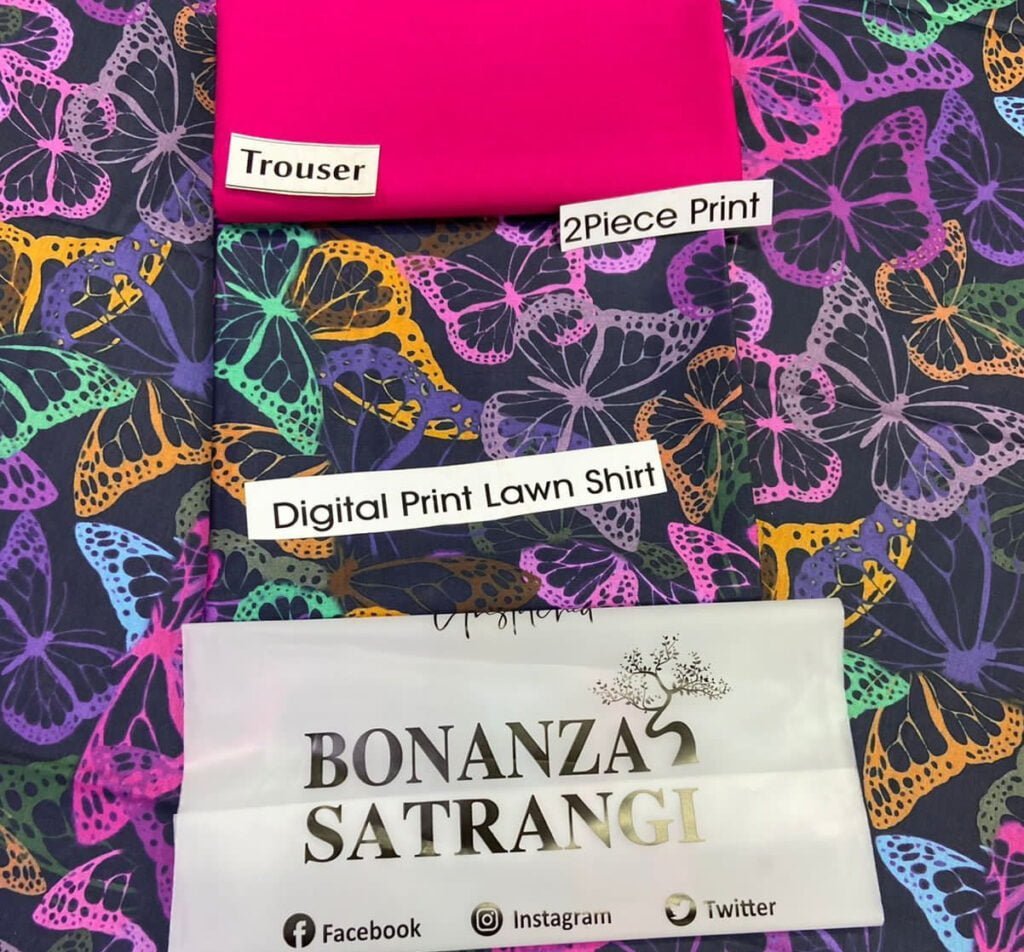 Trouser
2Piece Print
Digital Print Lawn Shirt
BONANZA
SATRANGI
Facebook
Instagram
Twitter